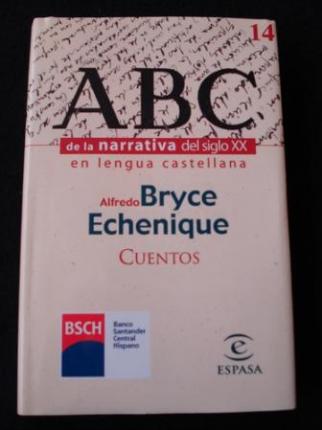 14
ABC
de la narrativa del siglo XX
en lengua castellana
Alfredo Bryce
Echenique
CUENTOS
BSCH
Banco
Santander
Central
Hispano
e
ESPASA